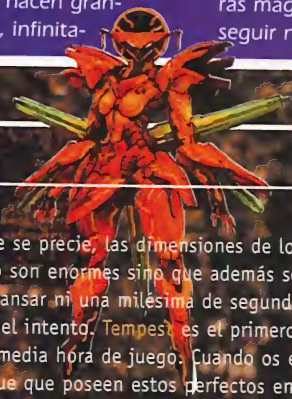 hacen gran-
ras mag
, infinita-
seguir n
e se precie, las dimensiones de lo
o son enormes sino que además s
ansar ni una milésima de segund
el intento. Tempest es el primero
media hora de juego. Cuando os e
ue que poseen estos perfectos en